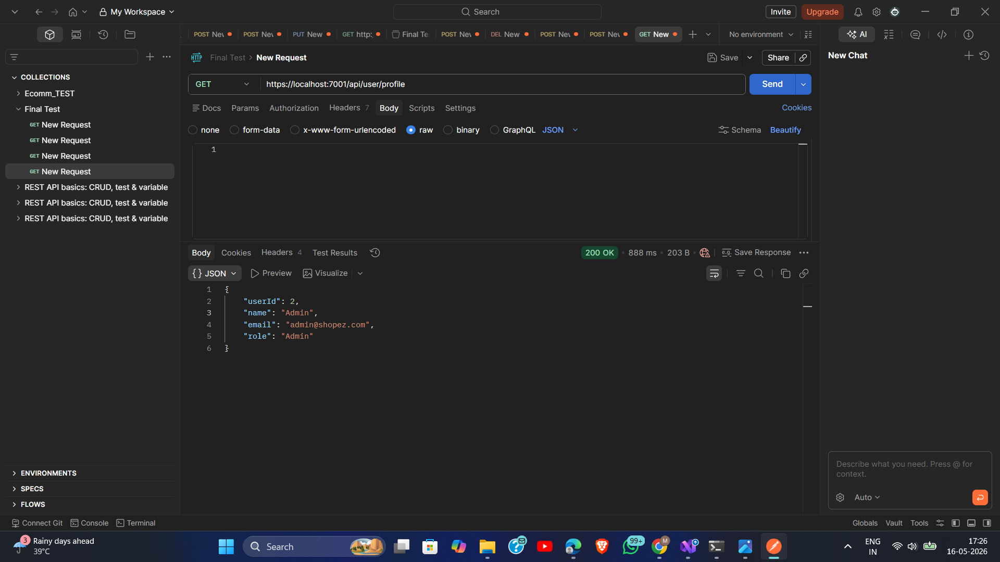 My Workspace
Search
Invite
Upgrade
POST Nev
POST Nev
PUT New
GET http:
Final Te
POST Nev
DEL New
POST Nev
POST Nev
GET New
No environment
AI
HTTP Final Test > New Request
Save
Share
New Chat
COLLECTIONS
Ecomm_TEST
Final Test
GET New Request
GET New Request
GET New Request
GET New Request
REST API basics: CRUD, test & variable
REST API basics: CRUD, test & variable
REST API basics: CRUD, test & variable
GET https://localhost:7001/api/user/profile
Send
Docs Params Authorization Headers 7 Body Scripts Settings
Cookies
none form-data x-www-form-urlencoded raw binary GraphQL JSON
Schema Beautify
1
Body Cookies Headers 4 Test Results
200 OK • 888 ms • 203 B
e.g. Save Response
{} JSON Preview Visualize
1 {
2 "userId": 2,
3 "name": "Admin",
4 "email": "admin@shopez.com",
5 "role": "Admin"
6 }
Describe what you need. Press @ for
context.
Auto
ENVIRONMENTS
SPECS
FLOWS
Connect Git Console Terminal
Globals Vault Tools
3
Rainy days ahead
39°C
Search
99+
M
ENG
IN
17:26
16-05-2026